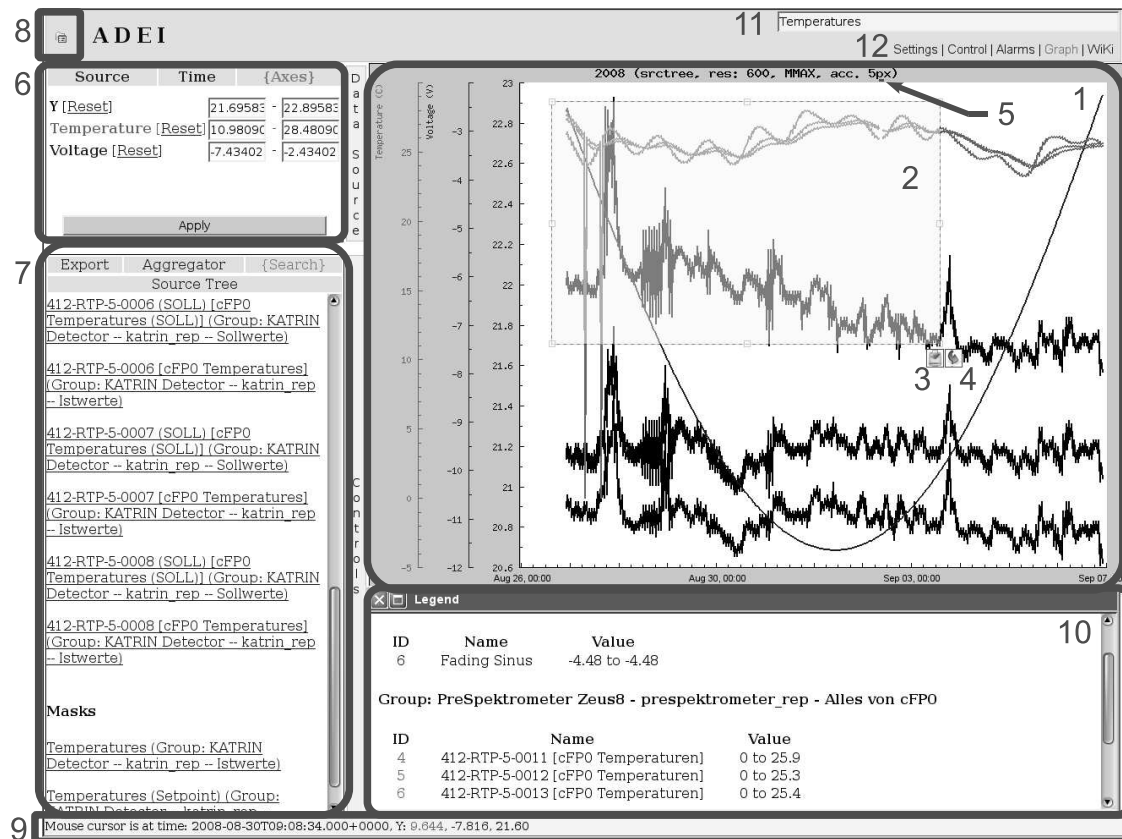 8
ADEI
11
Temperatures
12
Settings | Control | Alarms | Graph | WiKi
6
Source Time {Axes}
Y [Reset] 21.6958 - 22.8958
Temperature [Reset] 10.9809 - 28.4809
Voltage [Reset] -7.43402 - -2.43402
Apply
Data Source
7
Export Aggregator {Search}
Source Tree
412-RTP-5-0006 (SOLL) [cFP0
Temperatures (SOLL)] (Group: KATRIN
Detector -- katrin_rep -- Sollwerte)
412-RTP-5-0006 [cFP0 Temperatures]
(Group: KATRIN Detector -- katrin_rep
-- Istwerte)
412-RTP-5-0007 (SOLL) [cFP0
Temperatures (SOLL)] (Group: KATRIN
Detector -- katrin_rep -- Sollwerte)
412-RTP-5-0007 [cFP0 Temperatures]
(Group: KATRIN Detector -- katrin_rep
-- Istwerte)
412-RTP-5-0008 (SOLL) [cFP0
Temperatures (SOLL)] (Group: KATRIN
Detector -- katrin_rep -- Sollwerte)
412-RTP-5-0008 [cFP0 Temperatures]
(Group: KATRIN Detector -- katrin_rep
-- Istwerte)
Masks
Temperatures (Group: KATRIN
Detector -- katrin_rep -- Istwerte)
Temperatures (Setpoint) (Group:
KATRIN Detector -- katrin_rep
Controls
2008 (srctree, res: 600, MMAX, acc. 5px)
5
1
2
3
4
Temperature (C)
25
20
15
10
5
0
-5
Voltage (V)
-3
-4
-5
-6
-7
-8
-9
-10
-11
-12
23
22.8
22.6
22.4
22.2
22
21.8
21.6
21.4
21.2
21
20.8
20.6
Aug 26, 00:00 Aug 30, 00:00 Sep 03, 00:00 Sep 07
Legend
10
ID Name Value
6 Fading Sinus -4.48 to -4.48
Group: PreSpektrometer Zeus8 - prespektrometer_rep - Alles von cFP0
ID Name Value
4 412-RTP-5-0011 [cFP0 Temperaturen] 0 to 25.9
5 412-RTP-5-0012 [cFP0 Temperaturen] 0 to 25.3
6 412-RTP-5-0013 [cFP0 Temperaturen] 0 to 25.4
9
Mouse cursor is at time: 2008-08-30T09:08:34.000+0000, Y: 9.644, -7.816, 21.60